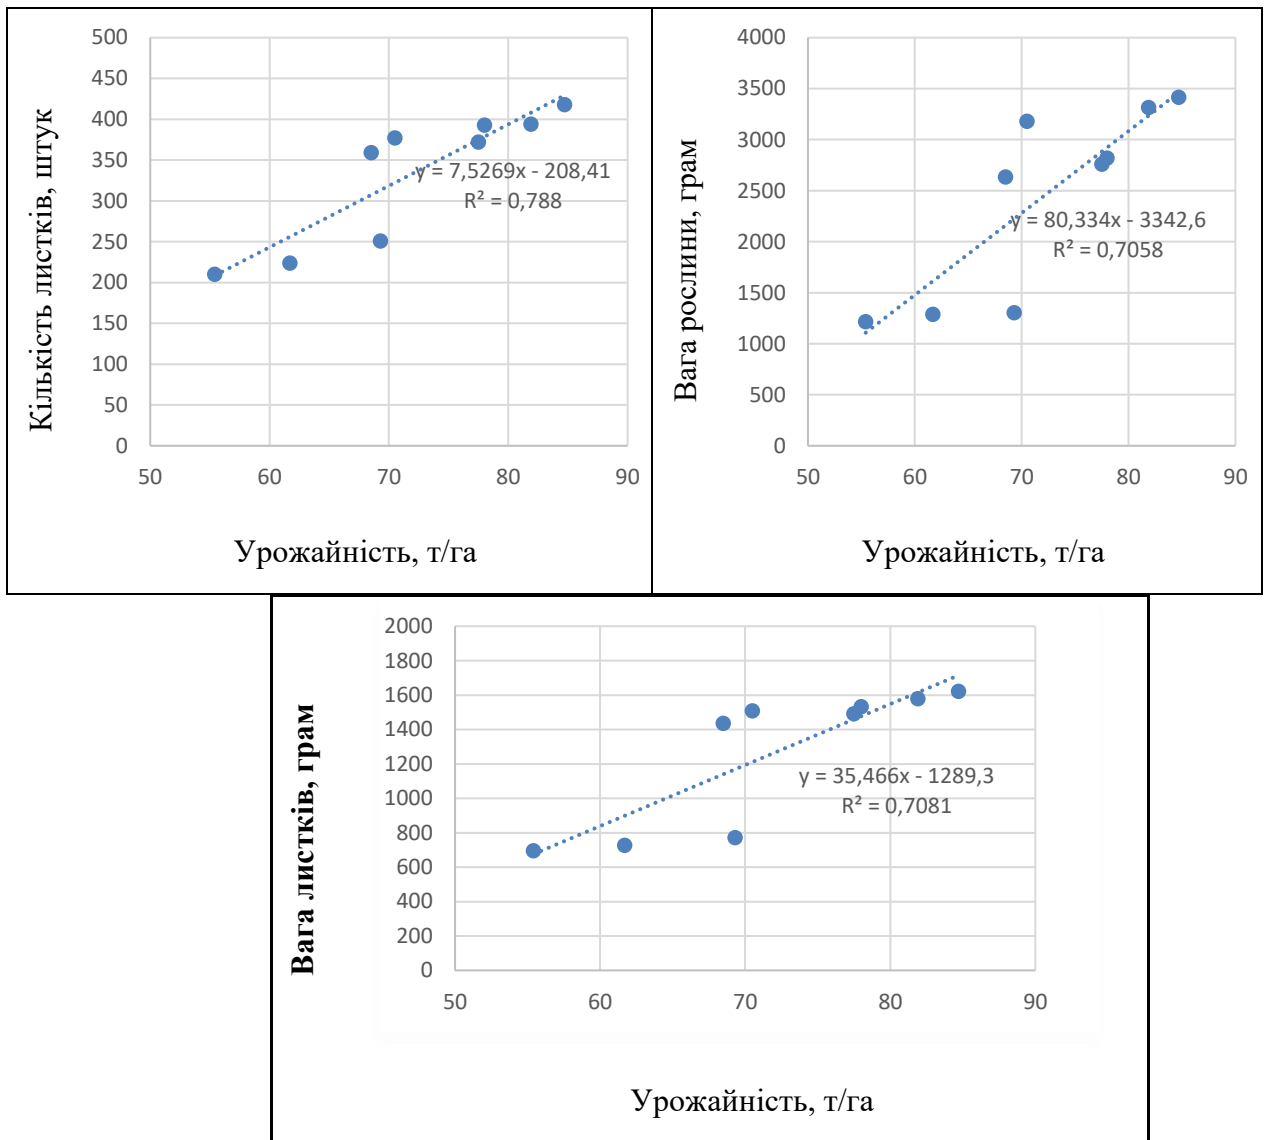 500
450
400
350
300
250
200
150
100
50
0
Кількість листків, штук
y = 7,5269x - 208,41
R² = 0,788
50 60 70 80 90
Урожайність, т/га
4000
3500
3000
2500
2000
1500
1000
500
0
Вага рослини, грам
y = 80,334x - 3342,6
R² = 0,7058
50 60 70 80 90
Урожайність, т/га
2000
1800
1600
1400
1200
1000
800
600
400
200
0
Вага листків, грам
y = 35,466x - 1289,3
R² = 0,7081
50 60 70 80 90
Урожайність, т/га